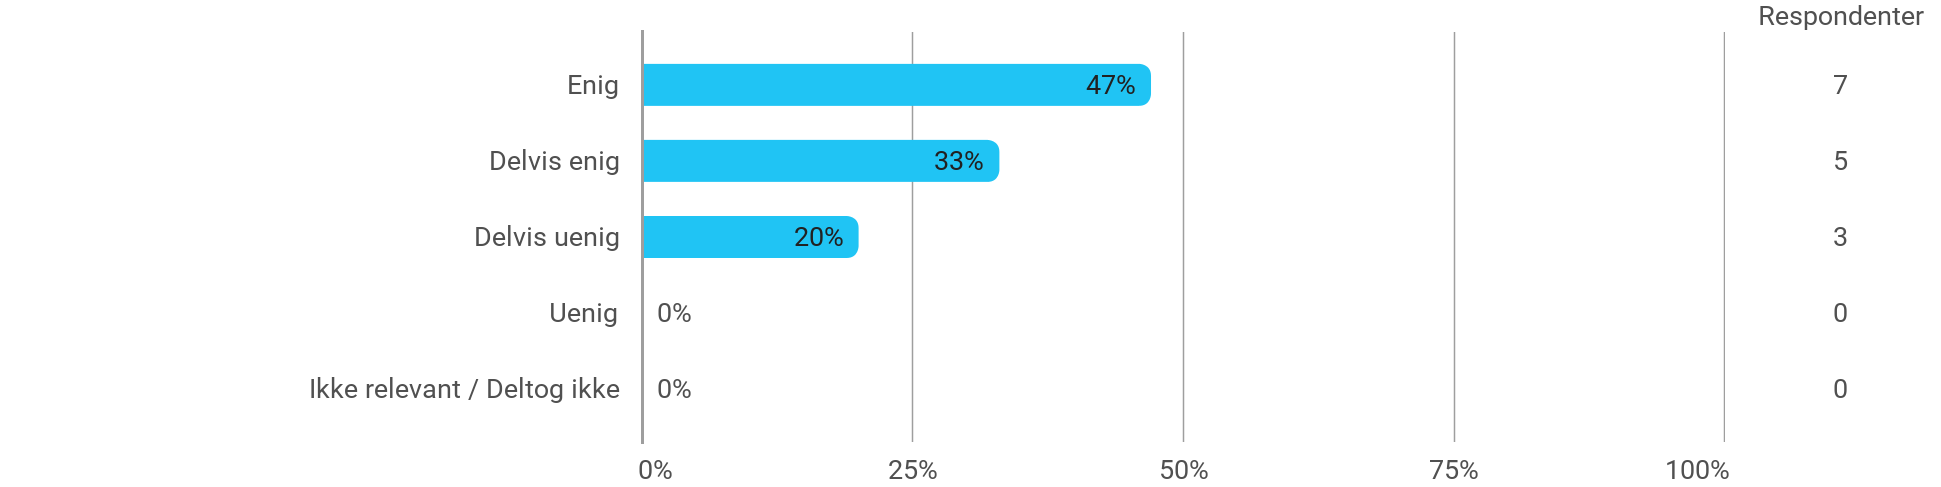 Respondenter
Enig 47% 7
Delvis enig 33% 5
Delvis uenig 20% 3
Uenig 0% 0
Ikke relevant / Deltog ikke 0% 0
0% 25% 50% 75% 100%